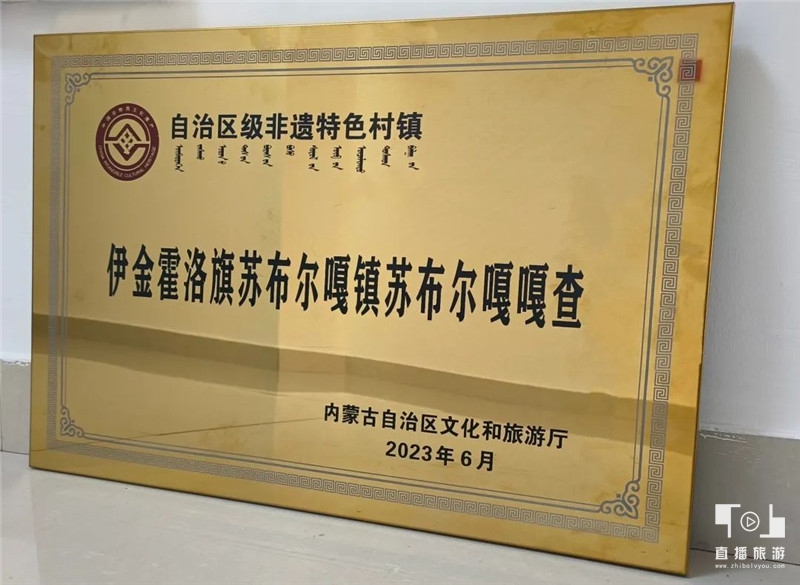 自治区级非遗特色村镇
伊金霍洛旗苏布尔嘎镇苏布尔嘎嘎查
内蒙古自治区文化和旅游厅
2023年6月
直播旅游
www.zhibolvyou.com